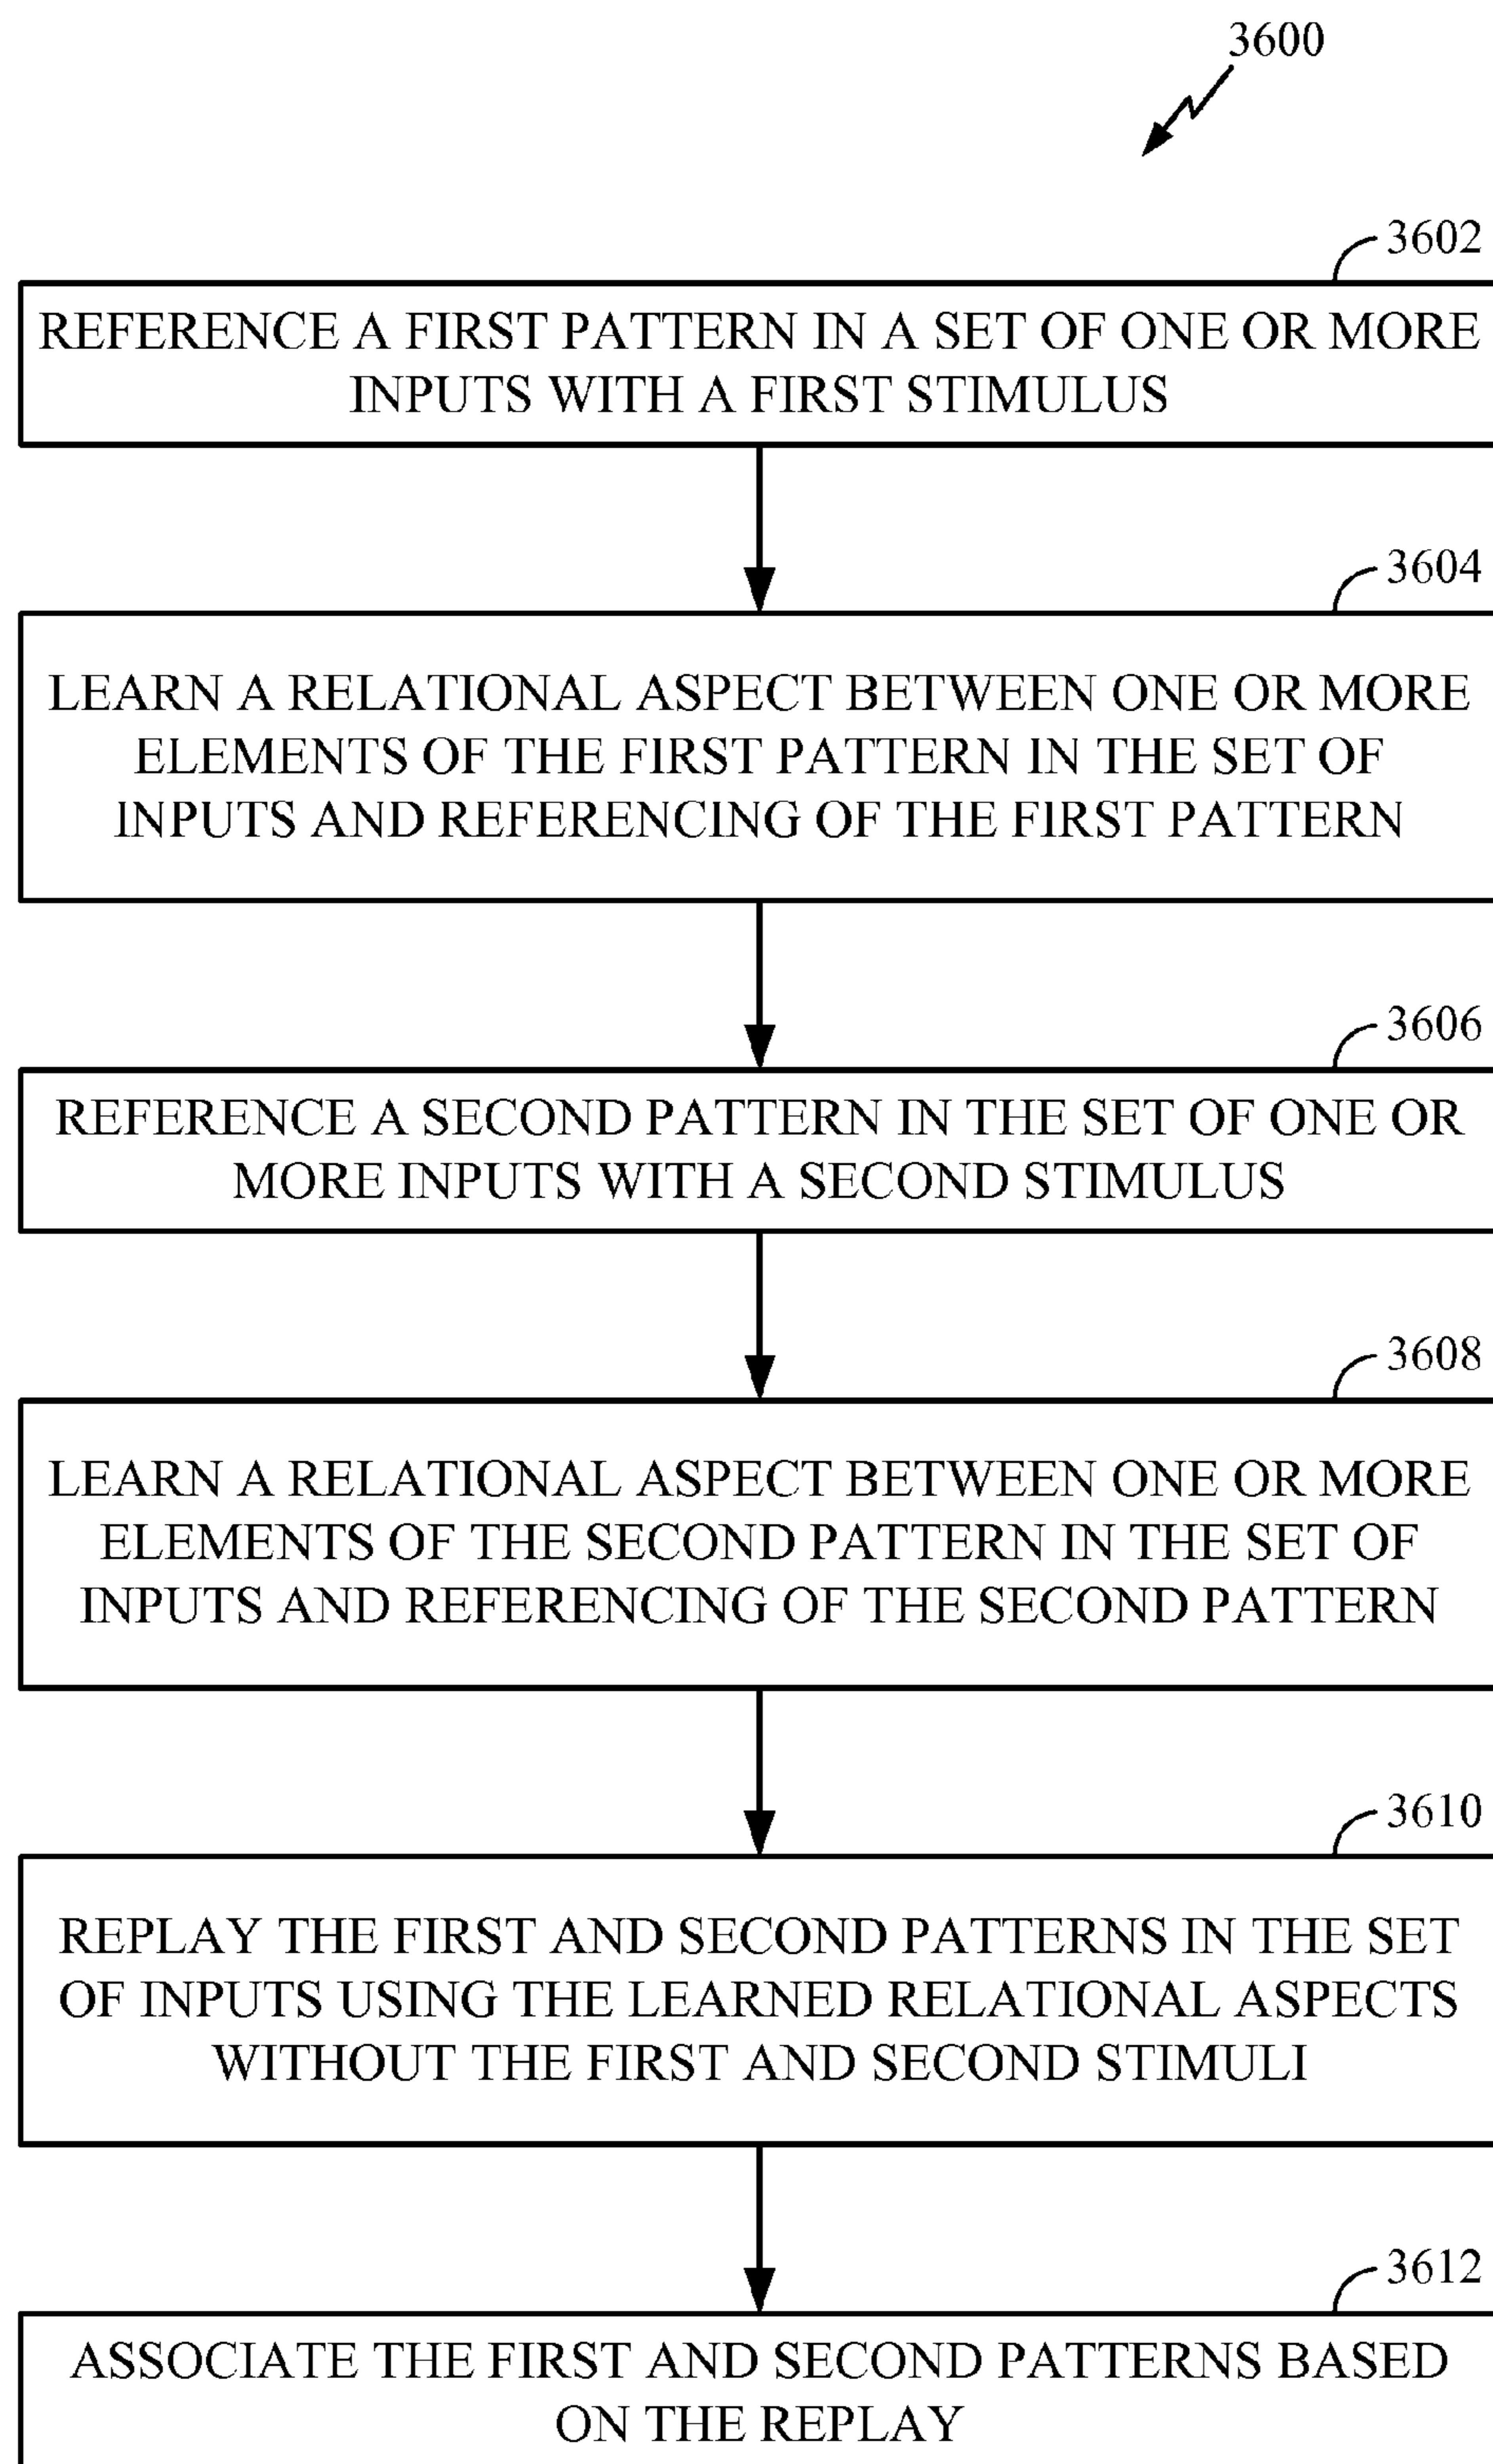 3600
3602
REFERENCE A FIRST PATTERN IN A SET OF ONE OR MORE
INPUTS WITH A FIRST STIMULUS
3604
LEARN A RELATIONAL ASPECT BETWEEN ONE OR MORE
ELEMENTS OF THE FIRST PATTERN IN THE SET OF
INPUTS AND REFERENCING OF THE FIRST PATTERN
3606
REFERENCE A SECOND PATTERN IN THE SET OF ONE OR
MORE INPUTS WITH A SECOND STIMULUS
3608
LEARN A RELATIONAL ASPECT BETWEEN ONE OR MORE
ELEMENTS OF THE SECOND PATTERN IN THE SET OF
INPUTS AND REFERENCING OF THE SECOND PATTERN
3610
REPLAY THE FIRST AND SECOND PATTERNS IN THE SET
OF INPUTS USING THE LEARNED RELATIONAL ASPECTS
WITHOUT THE FIRST AND SECOND STIMULI
3612
ASSOCIATE THE FIRST AND SECOND PATTERNS BASED
ON THE REPLAY